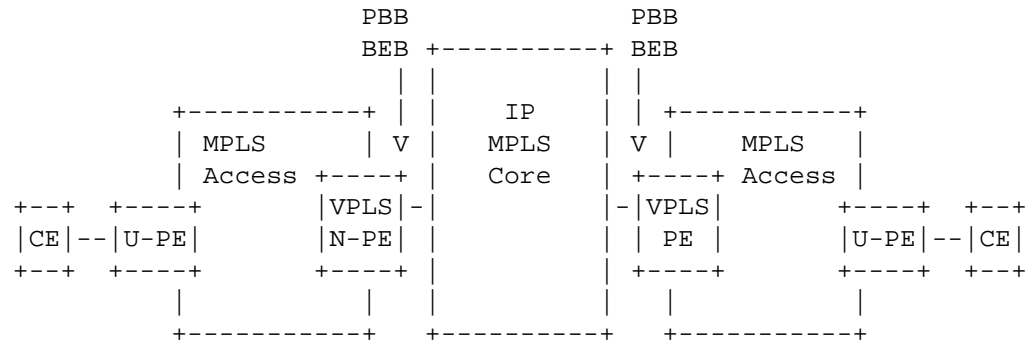 PBB PBB
BEB BEB
IP
MPLS V MPLS V MPLS
Access Core Access
VPLS VPLS
CE U-PE N-PE PE U-PE CE